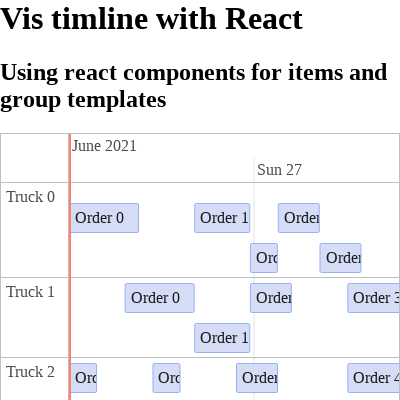 Vis timline with React
Using react components for items and
group templates
June 2021
Sun 27
Truck 0
Order 0
Order 1
Order
Ord
Order
Truck 1
Order 0
Order
Order 3
Order 1
Truck 2
Ord
Ord
Order
Order 4